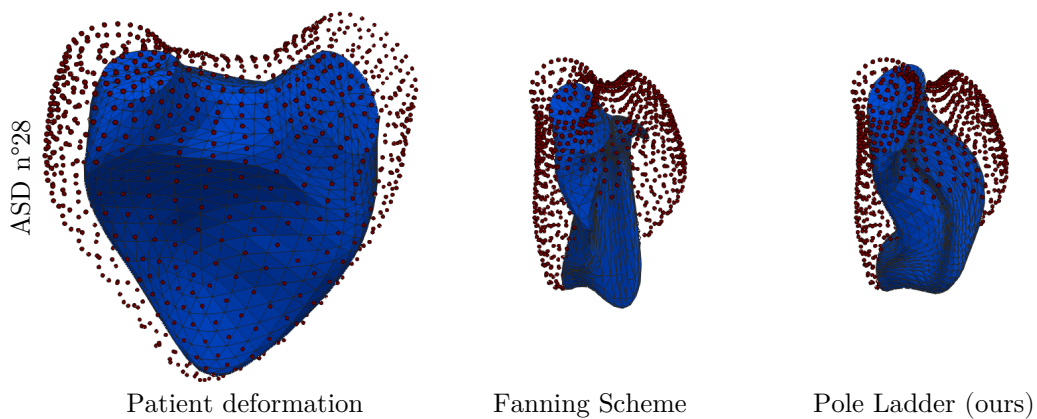 ASD n°28
Patient deformation
Fanning Scheme
Pole Ladder (ours)